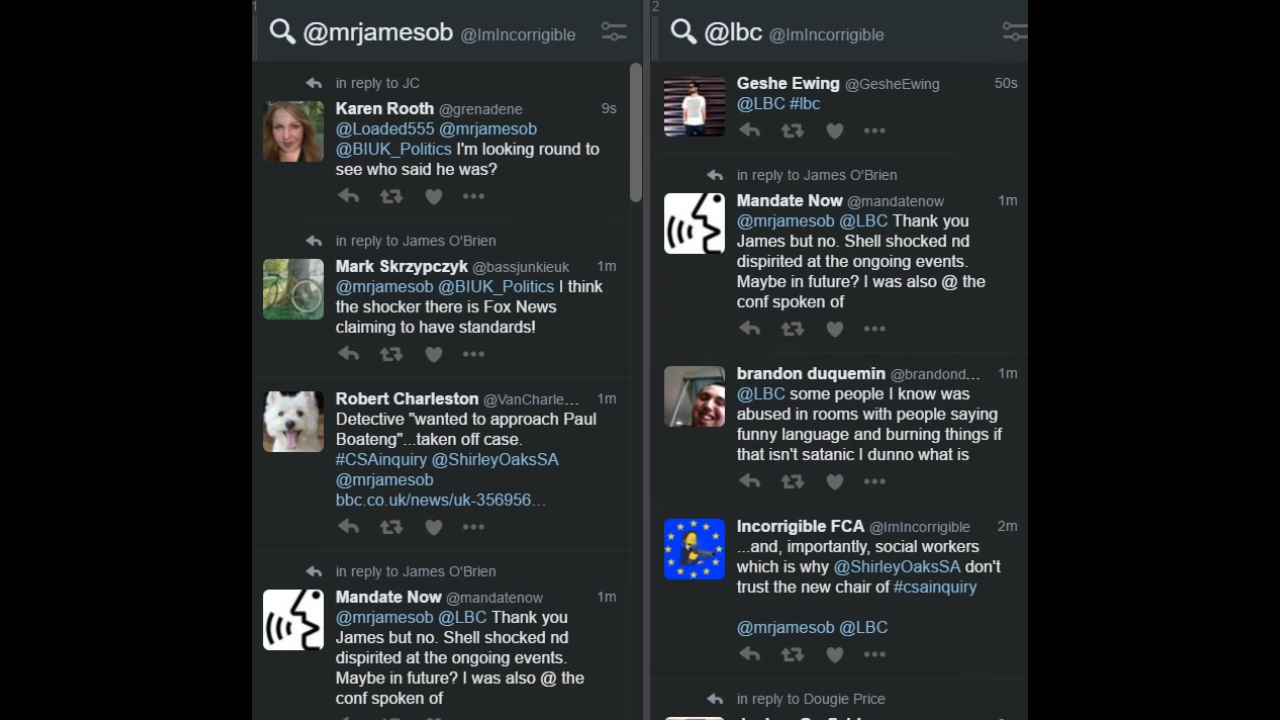 1
@mrjamesob @ImIncorrigible
in reply to JC
Karen Rooth @grenadene 9s
@Loaded555 @mrjamesob
@BIUK_Politics I'm looking round to
see who said he was?
in reply to James O'Brien
Mark Skrzypczyk @bassjunkieuk 1m
@mrjamesob @BIUK_Politics I think
the shocker there is Fox News
claiming to have standards!
Robert Charleston @VanCharle... 1m
Detective "wanted to approach Paul
Boateng"...taken off case.
#CSAinquiry @ShirleyOaksSA
@mrjamesob
bbc.co.uk/news/uk-356956...
in reply to James O'Brien
Mandate Now @mandatenow 1m
@mrjamesob @LBC Thank you
James but no. Shell shocked nd
dispirited at the ongoing events.
Maybe in future? I was also @ the
conf spoken of
2
@lbc @ImIncorrigible
Geshe Ewing @GesheEwing 50s
@LBC #lbc
in reply to James O'Brien
Mandate Now @mandatenow 1m
@mrjamesob @LBC Thank you
James but no. Shell shocked nd
dispirited at the ongoing events.
Maybe in future? I was also @ the
conf spoken of
brandon duquemin @brandond... 1m
@LBC some people I know was
abused in rooms with people saying
funny language and burning things if
that isn't satanic I dunno what is
Incorrigible FCA @ImIncorrigible 2m
...and, importantly, social workers
which is why @ShirleyOaksSA don't
trust the new chair of #csainquiry
@mrjamesob @LBC
in reply to Dougie Price